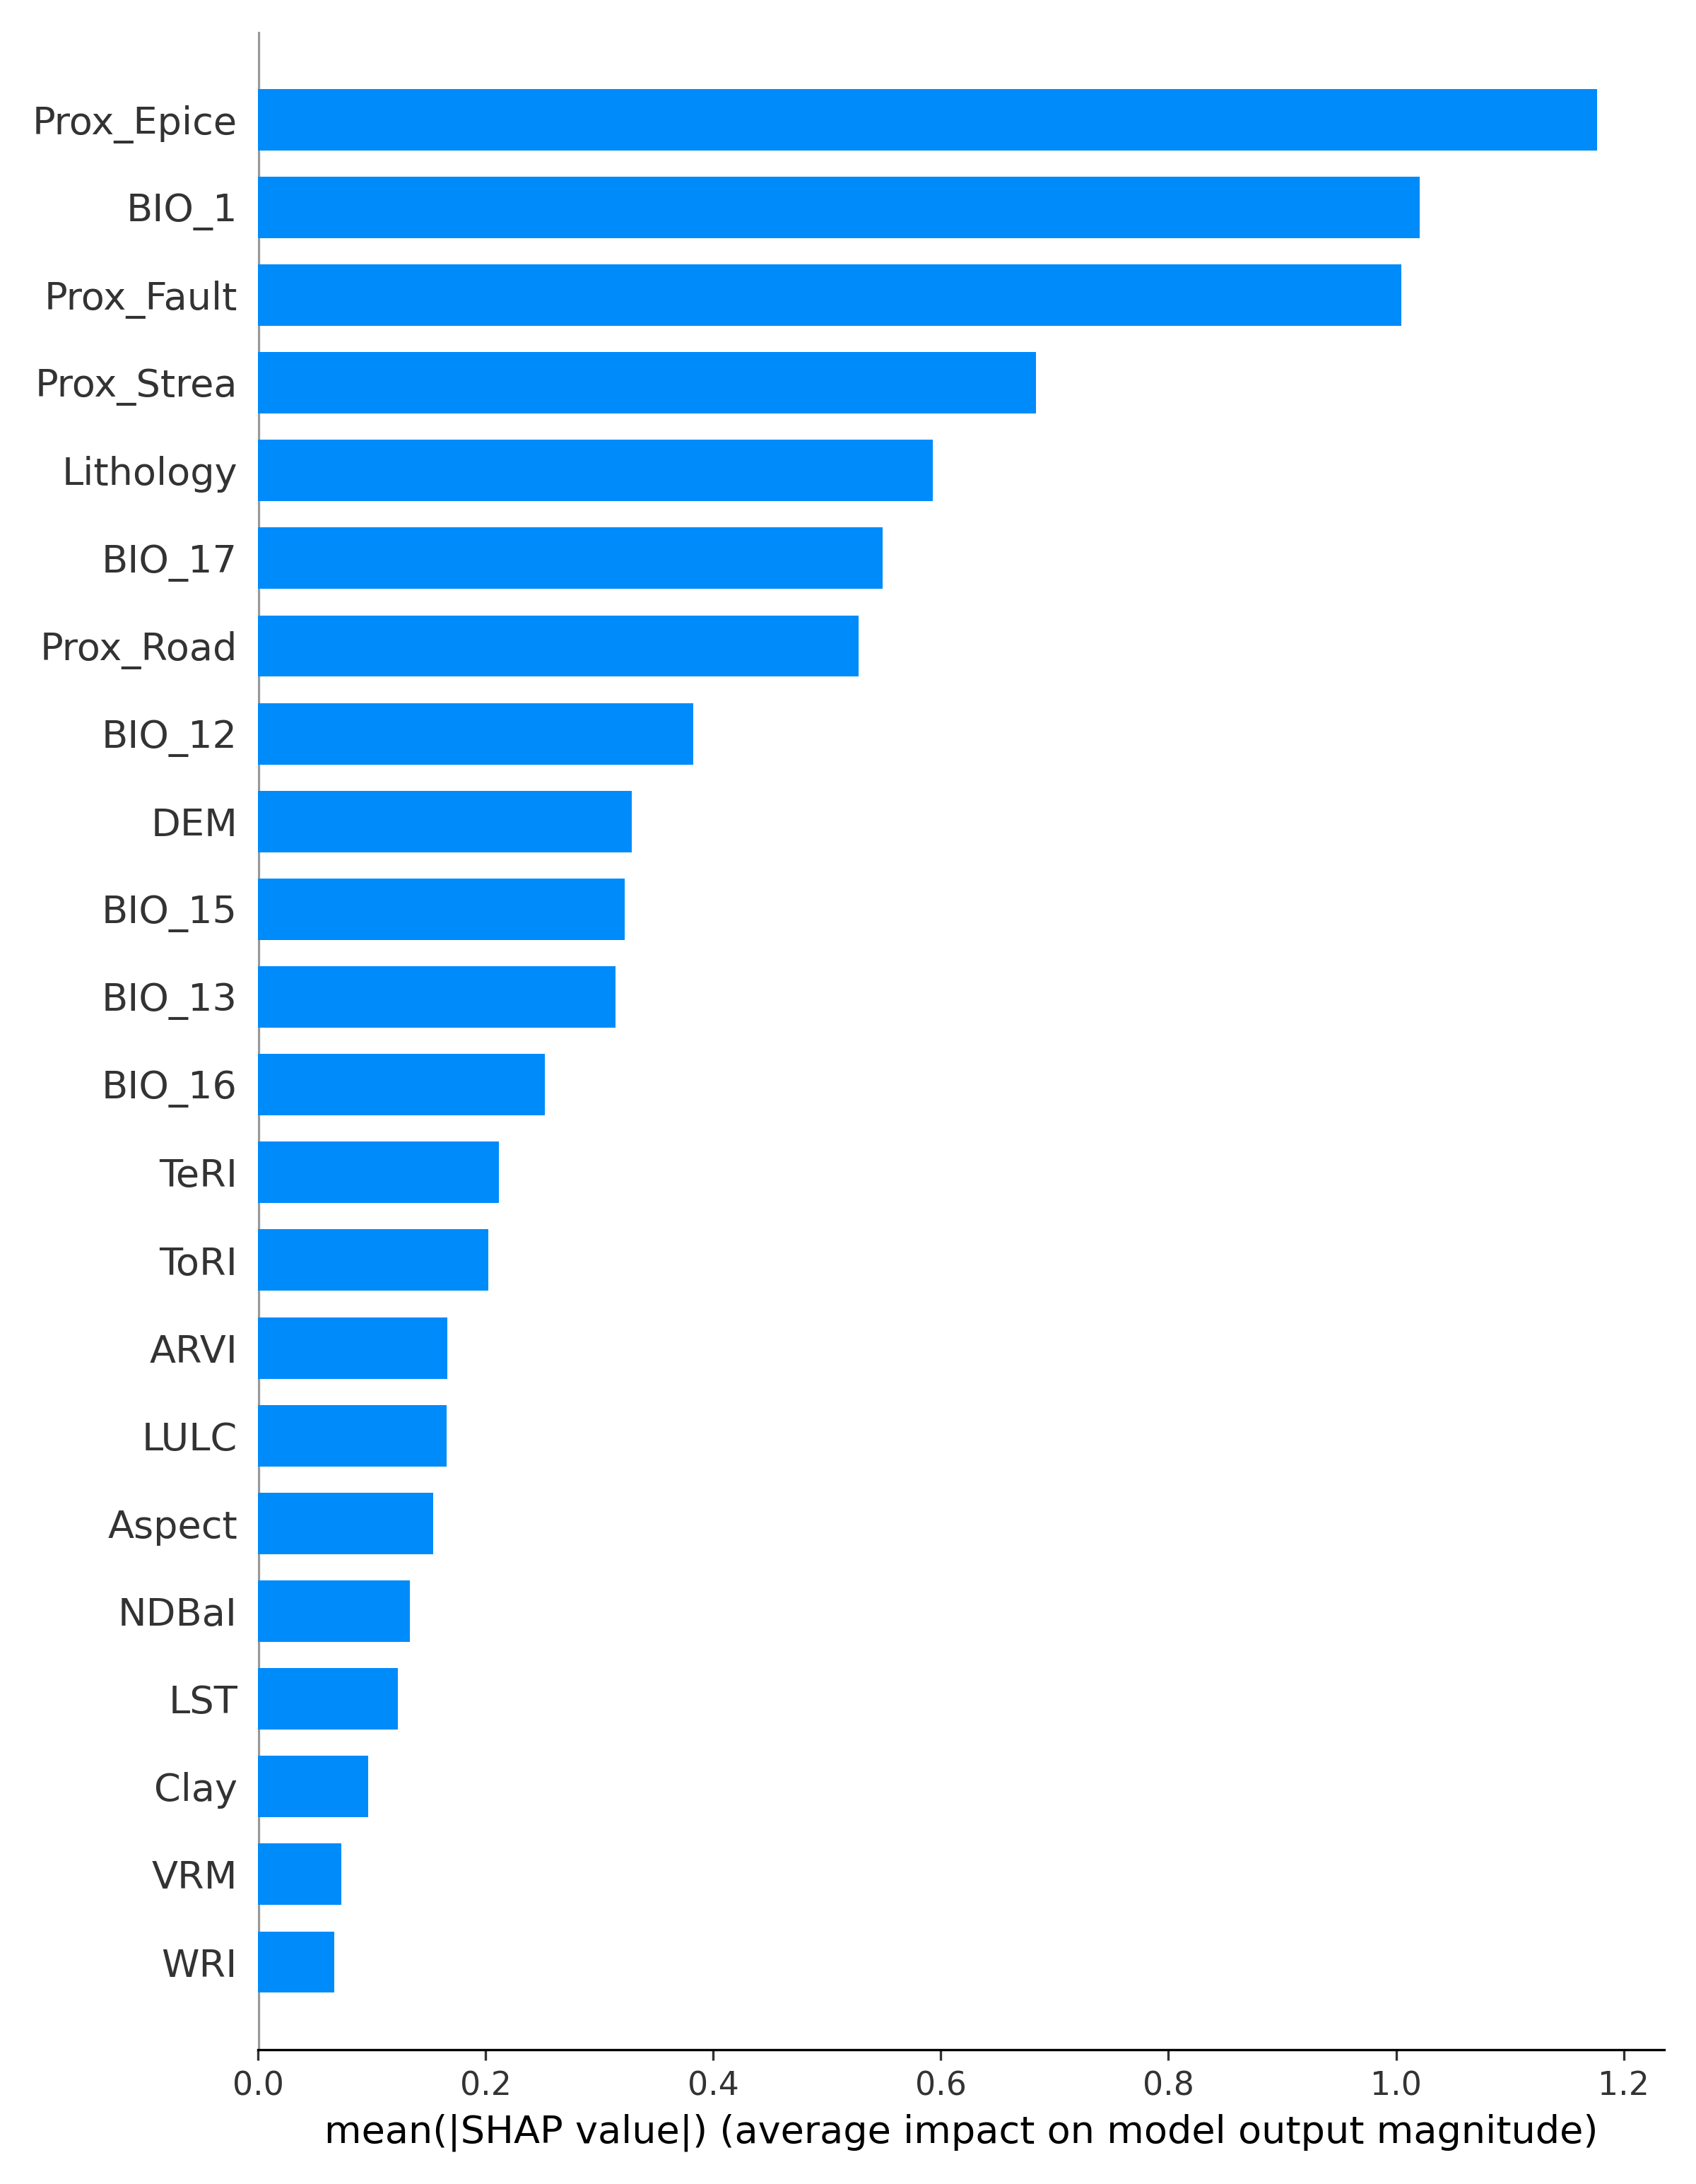 Prox_Epice
BIO_1
Prox_Fault
Prox_Strea
Lithology
BIO_17
Prox_Road
BIO_12
DEM
BIO_15
BIO_13
BIO_16
TeRI
ToRI
ARVI
LULC
Aspect
NDBaI
LST
Clay
VRM
WRI
0.0 0.2 0.4 0.6 0.8 1.0 1.2
mean(|SHAP value|) (average impact on model output magnitude)